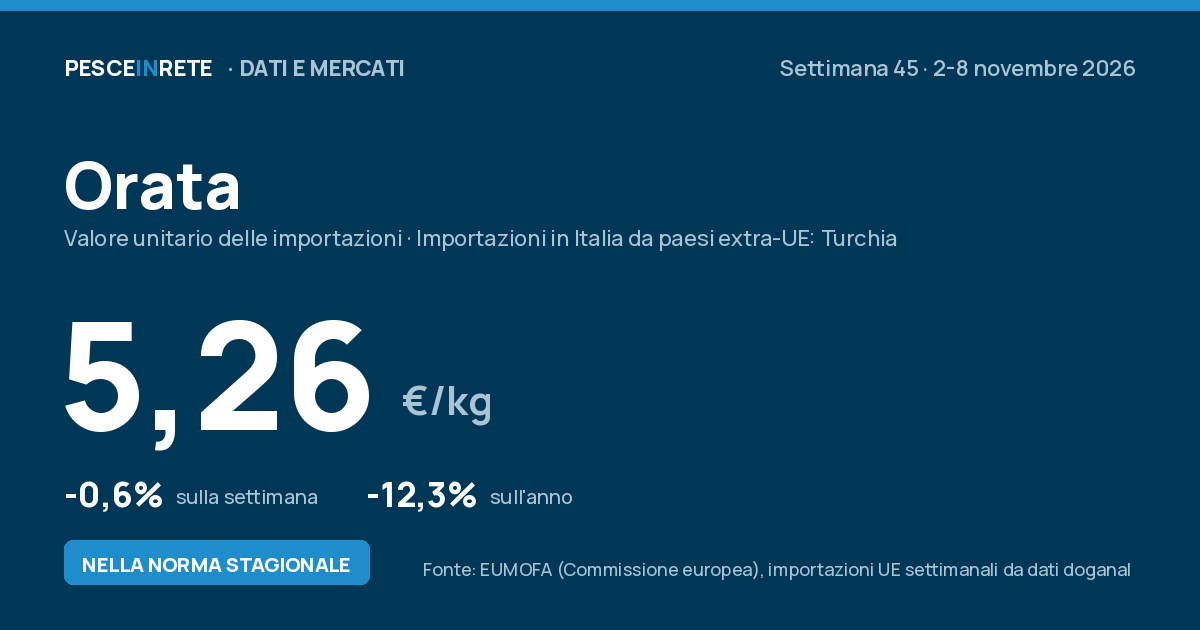 PESCEINRETE · DATI E MERCATI
Settimana 45 · 2-8 novembre 2026
Orata
Valore unitario delle importazioni · Importazioni in Italia da paesi extra-UE: Turchia
5,26 €/kg
-0,6% sulla settimana -12,3% sull'anno
NELLA NORMA STAGIONALE
Fonte: EUMOFA (Commissione europea), importazioni UE settimanali da dati doganal